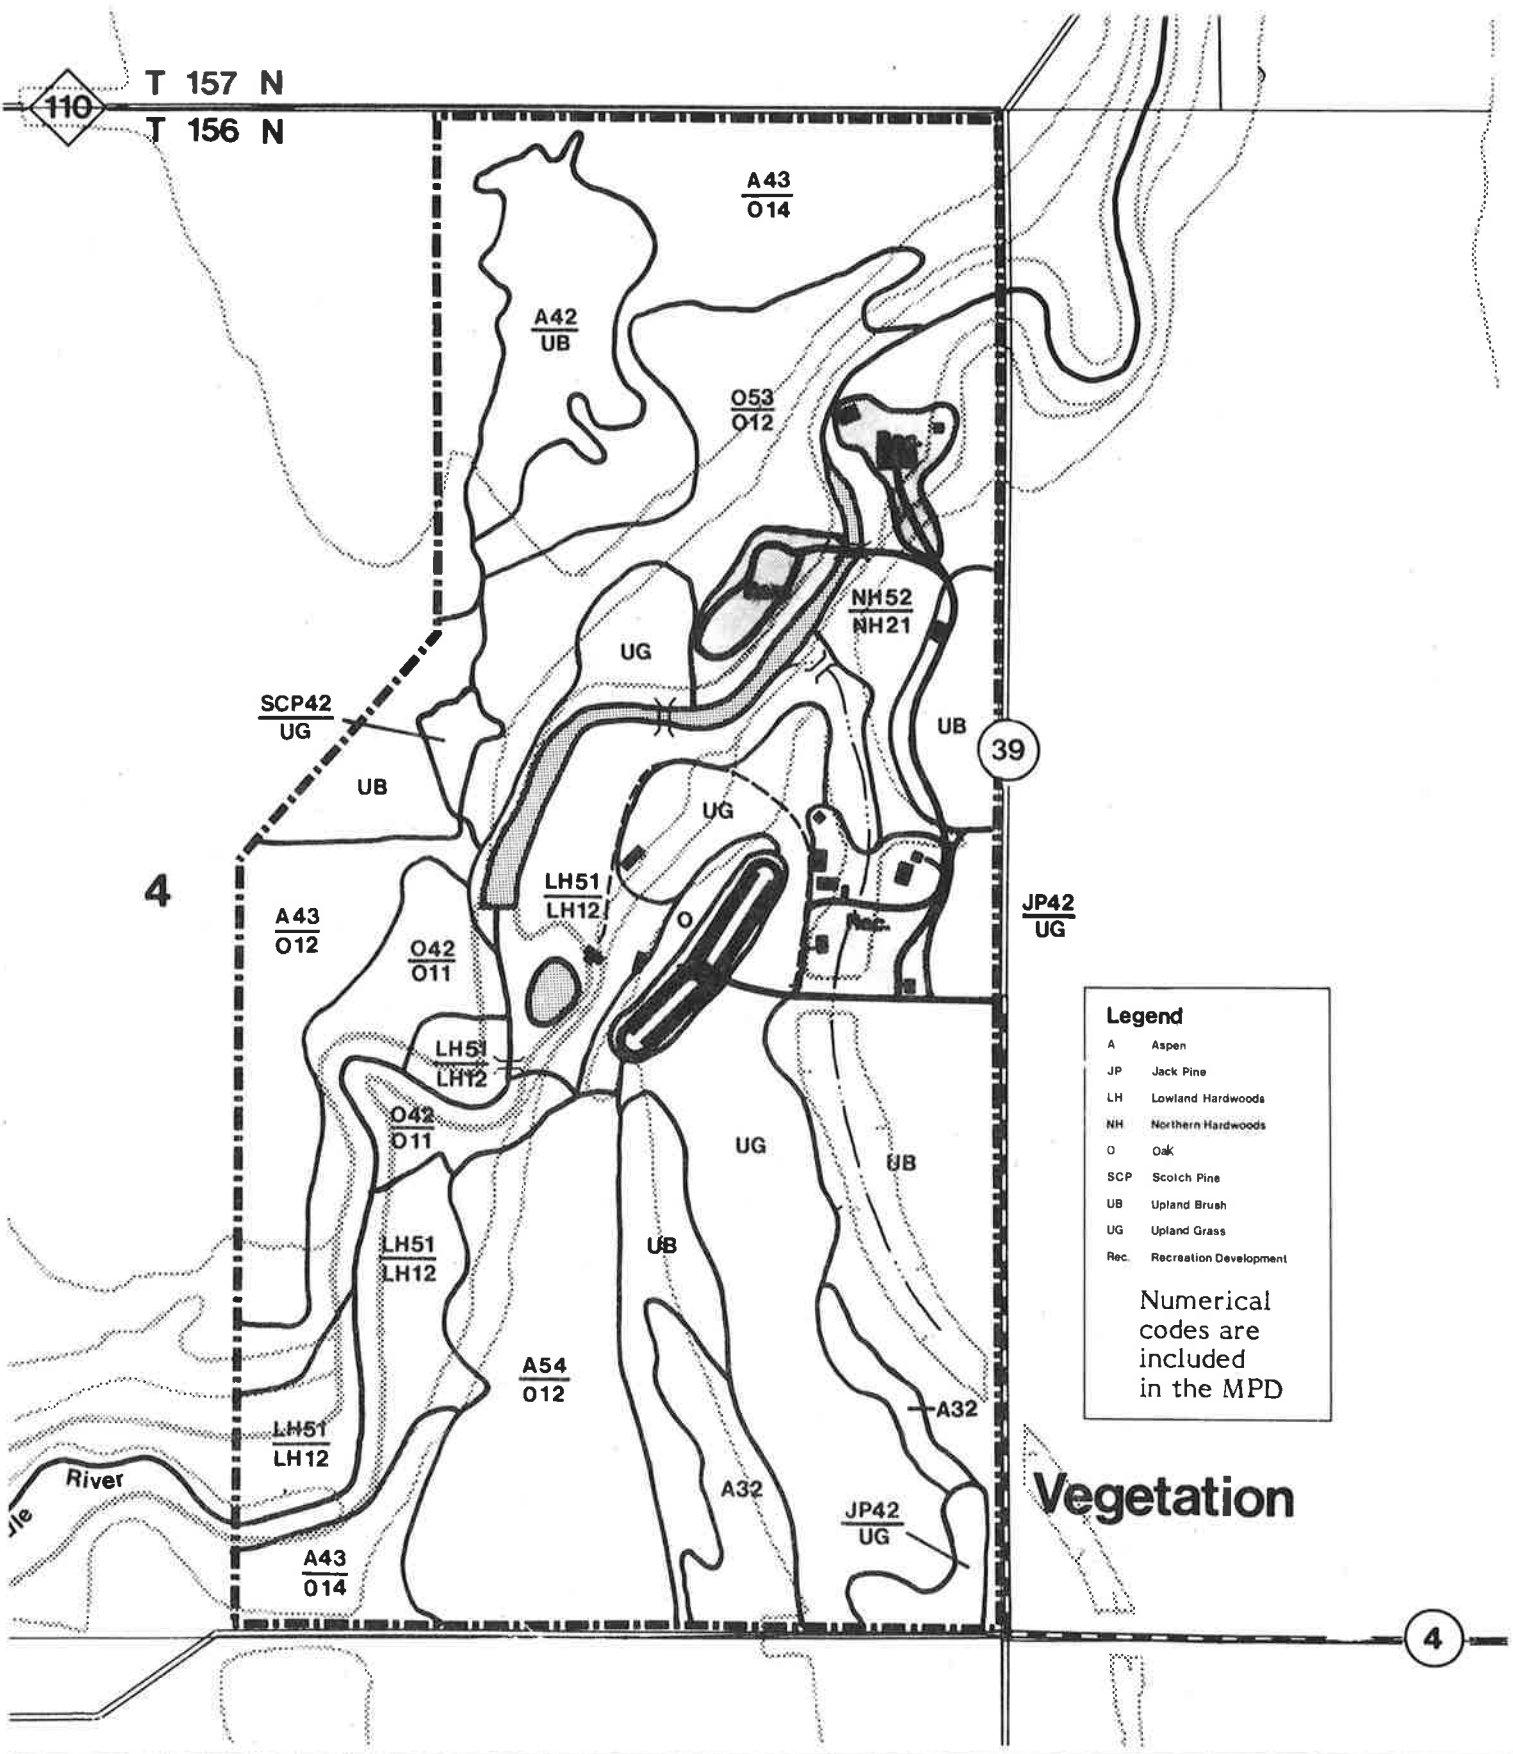 T 157 N
110
T 156 N
A43
O14
A42
UB
O53
O12
Rec.
NH52
NH21
UG
SCP42
UG
UB
39
UB
UG
4
LH51
LH12
A43
O12
O
Rec.
JP42
UG
O42
O11
LH51
LH12
O42
O11
UG
UB
LH51
LH12
UB
A54
O12
A32
LH51
LH12
River
A32
JP42
UG
A43
O14
Legend
A Aspen
JP Jack Pine
LH Lowland Hardwoods
NH Northern Hardwoods
O Oak
SCP Scotch Pine
UB Upland Brush
UG Upland Grass
Rec. Recreation Development
Numerical
codes are
included
in the MPD
Vegetation
4